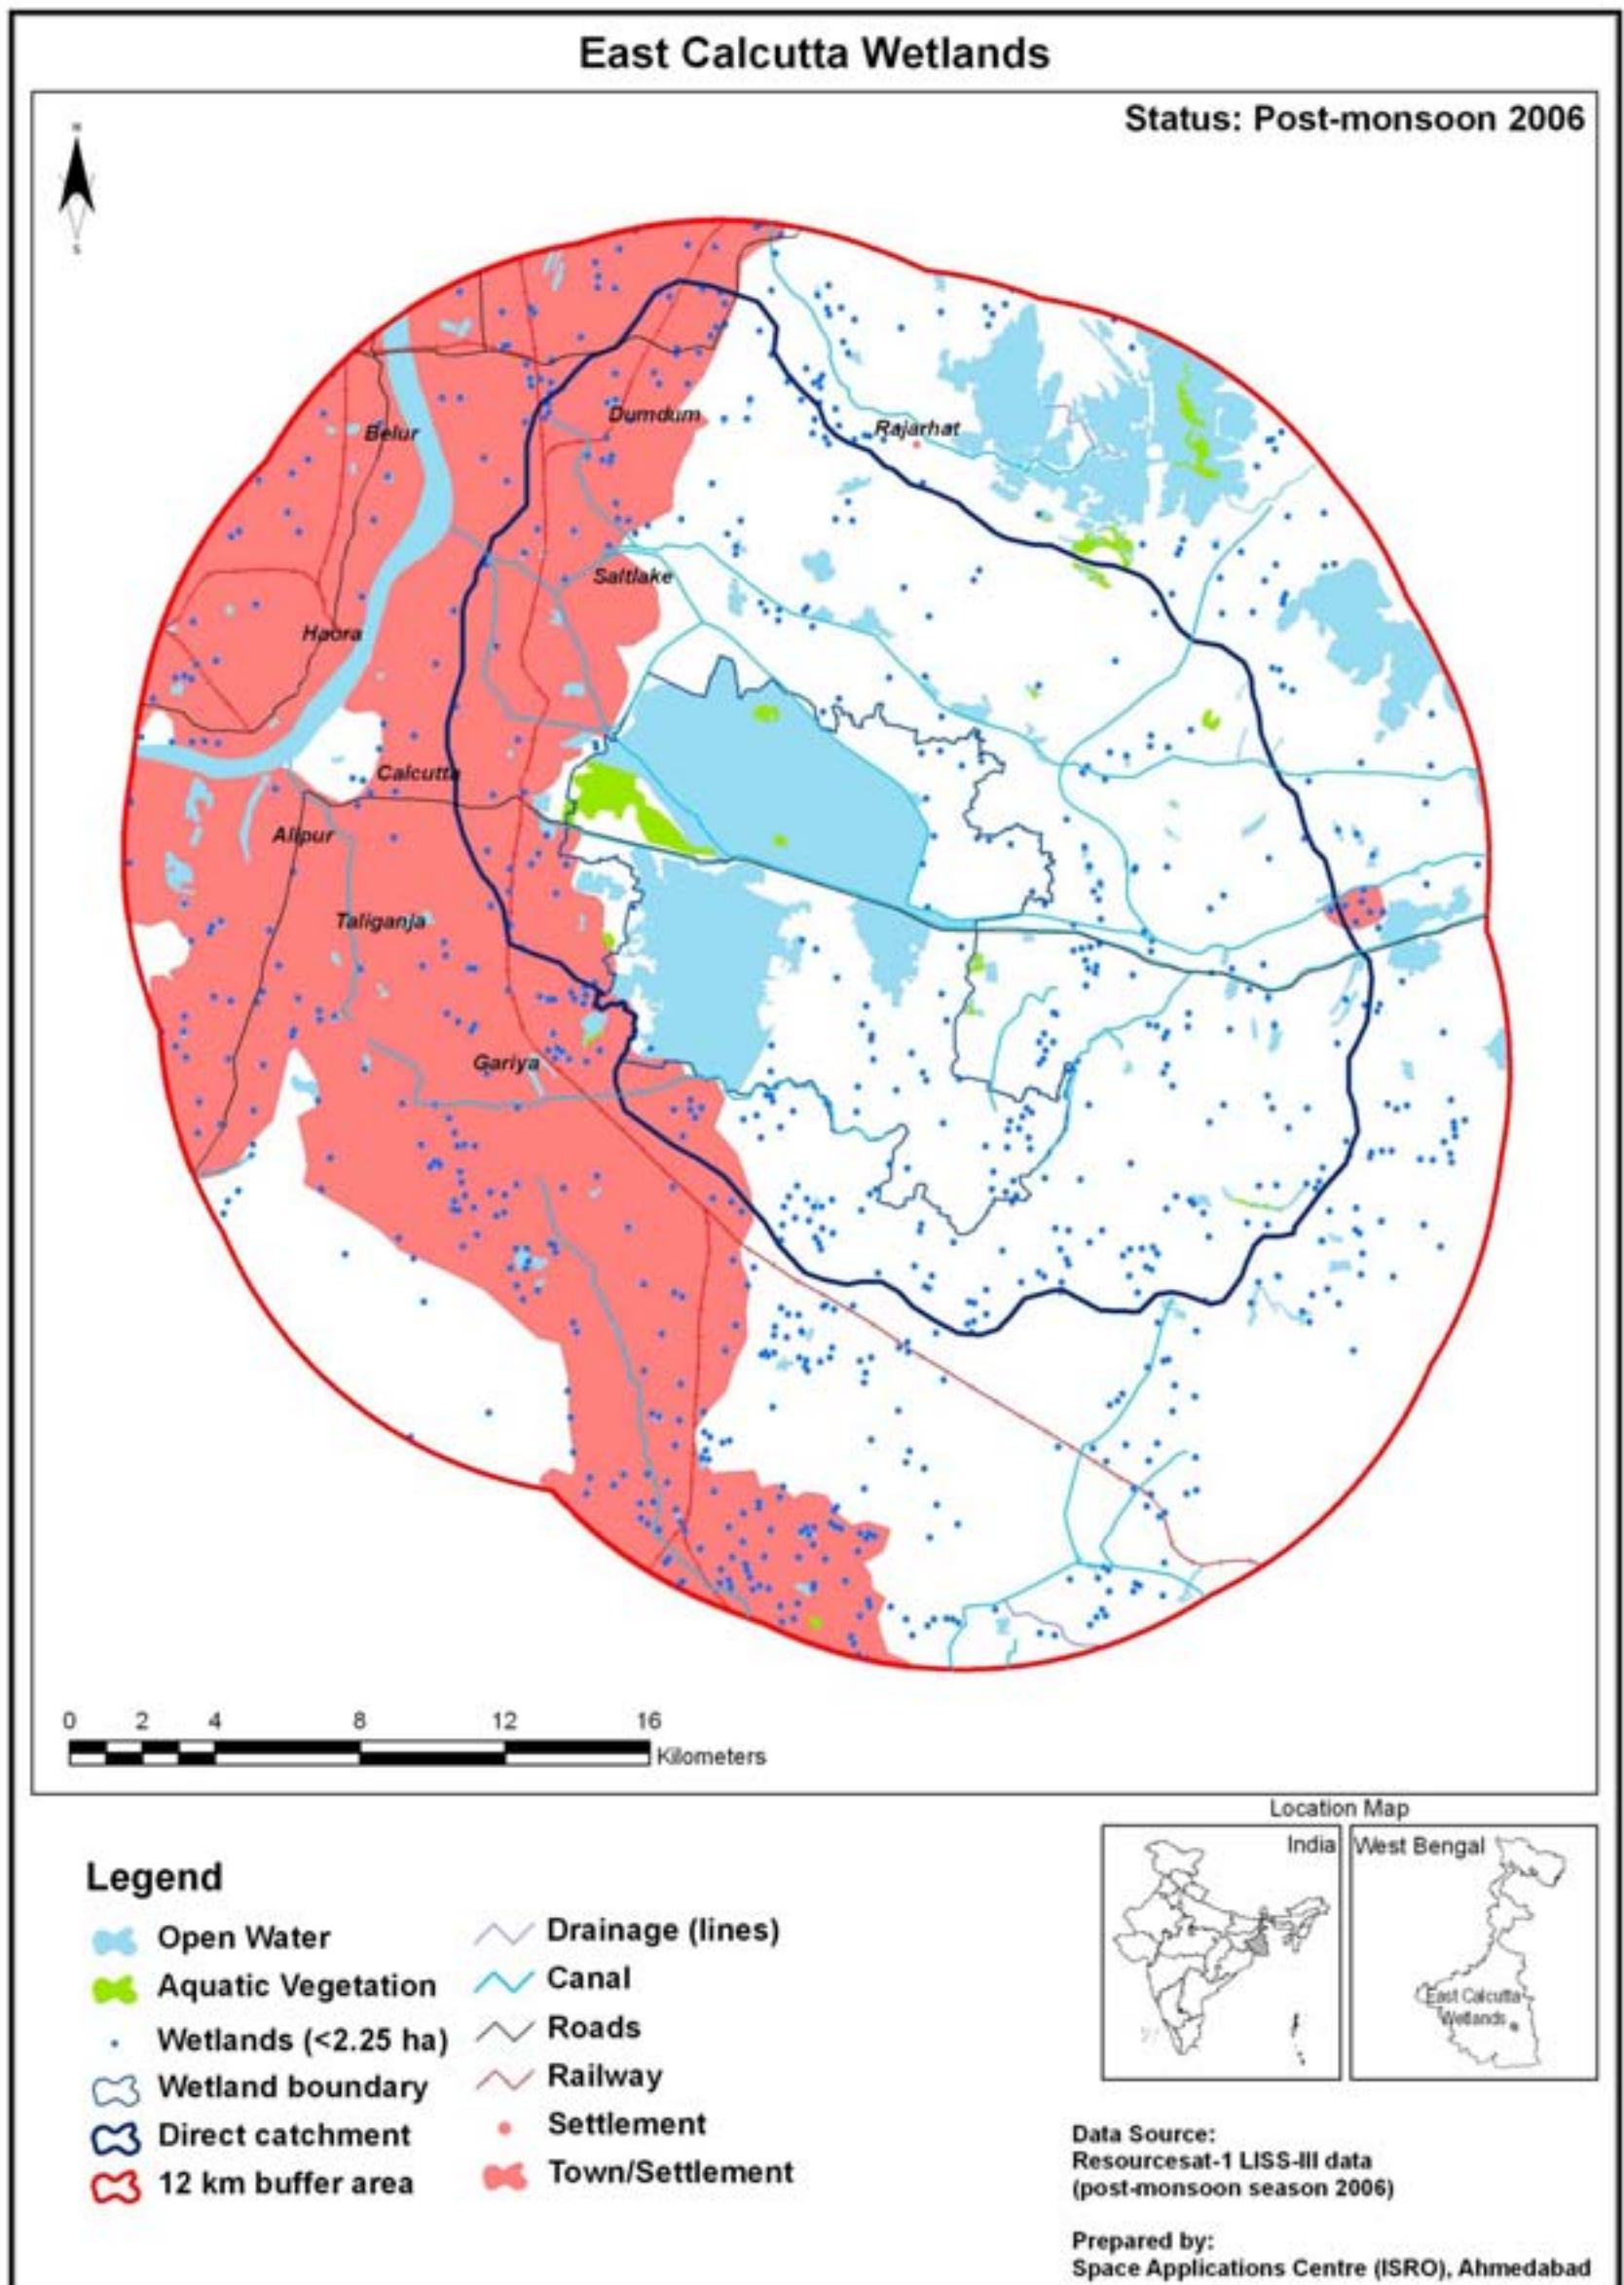 East Calcutta Wetlands
Status: Post-monsoon 2006
N
S
Dumdum
Belur
Rajarhat
Saltlake
Haora
Calcutta
Alipur
Taliganja
Gariya
0 2 4 8 12 16
Kilometers
Location Map
India
West Bengal
East Calcutta
Wetlands
Legend
Open Water
Aquatic Vegetation
Wetlands (<2.25 ha)
Wetland boundary
Direct catchment
12 km buffer area
Drainage (lines)
Canal
Roads
Railway
Settlement
Town/Settlement
Data Source:
Resourcesat-1 LISS-III data
(post-monsoon season 2006)
Prepared by:
Space Applications Centre (ISRO), Ahmedabad